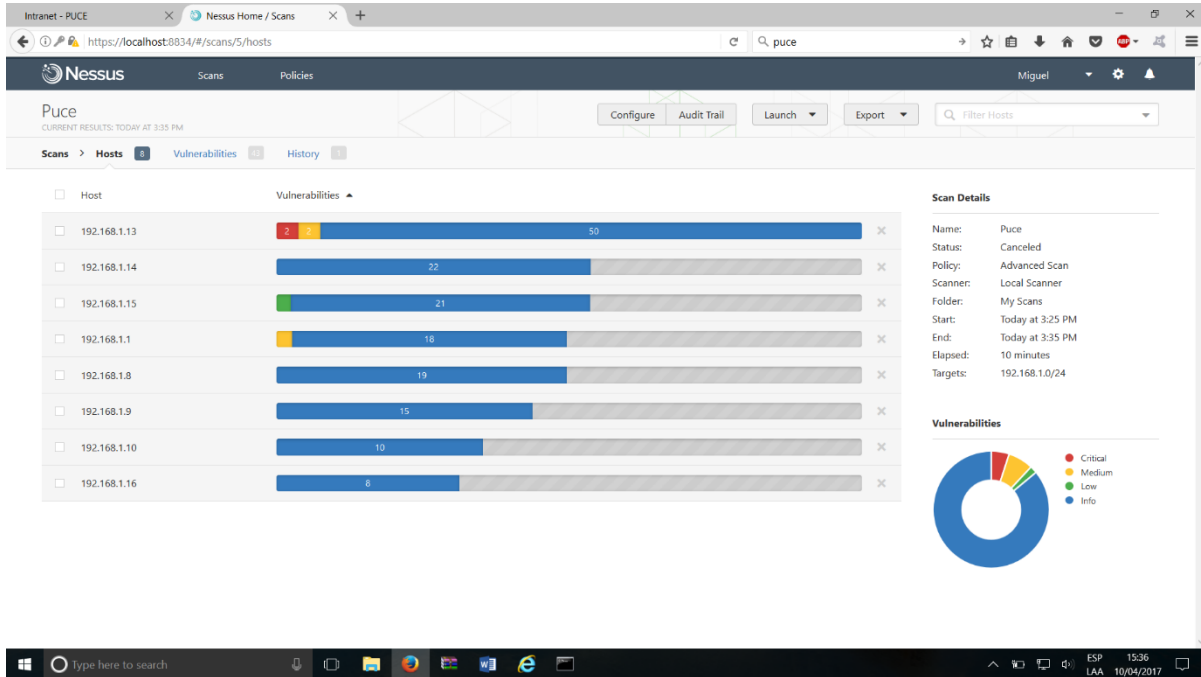 Intranet - PUCE
Nessus Home / Scans
https://localhost:8834/#/scans/5/hosts
puce
ABP
Nessus
Scans
Policies
Miguel
Puce
CURRENT RESULTS: TODAY AT 3:35 PM
Configure
Audit Trail
Launch
Export
Filter Hosts
Scans > Hosts 8
Vulnerabilities
History 1
Host
Vulnerabilities
192.168.1.13
2 2 50
192.168.1.14
22
192.168.1.15
21
192.168.1.1
18
192.168.1.8
19
192.168.1.9
15
192.168.1.10
10
192.168.1.16
8
Scan Details
Name: Puce
Status: Canceled
Policy: Advanced Scan
Scanner: Local Scanner
Folder: My Scans
Start: Today at 3:25 PM
End: Today at 3:35 PM
Elapsed: 10 minutes
Targets: 192.168.1.0/24
Vulnerabilities
Critical
Medium
Low
Info
Type here to search
ESP
LAA
15:36
10/04/2017